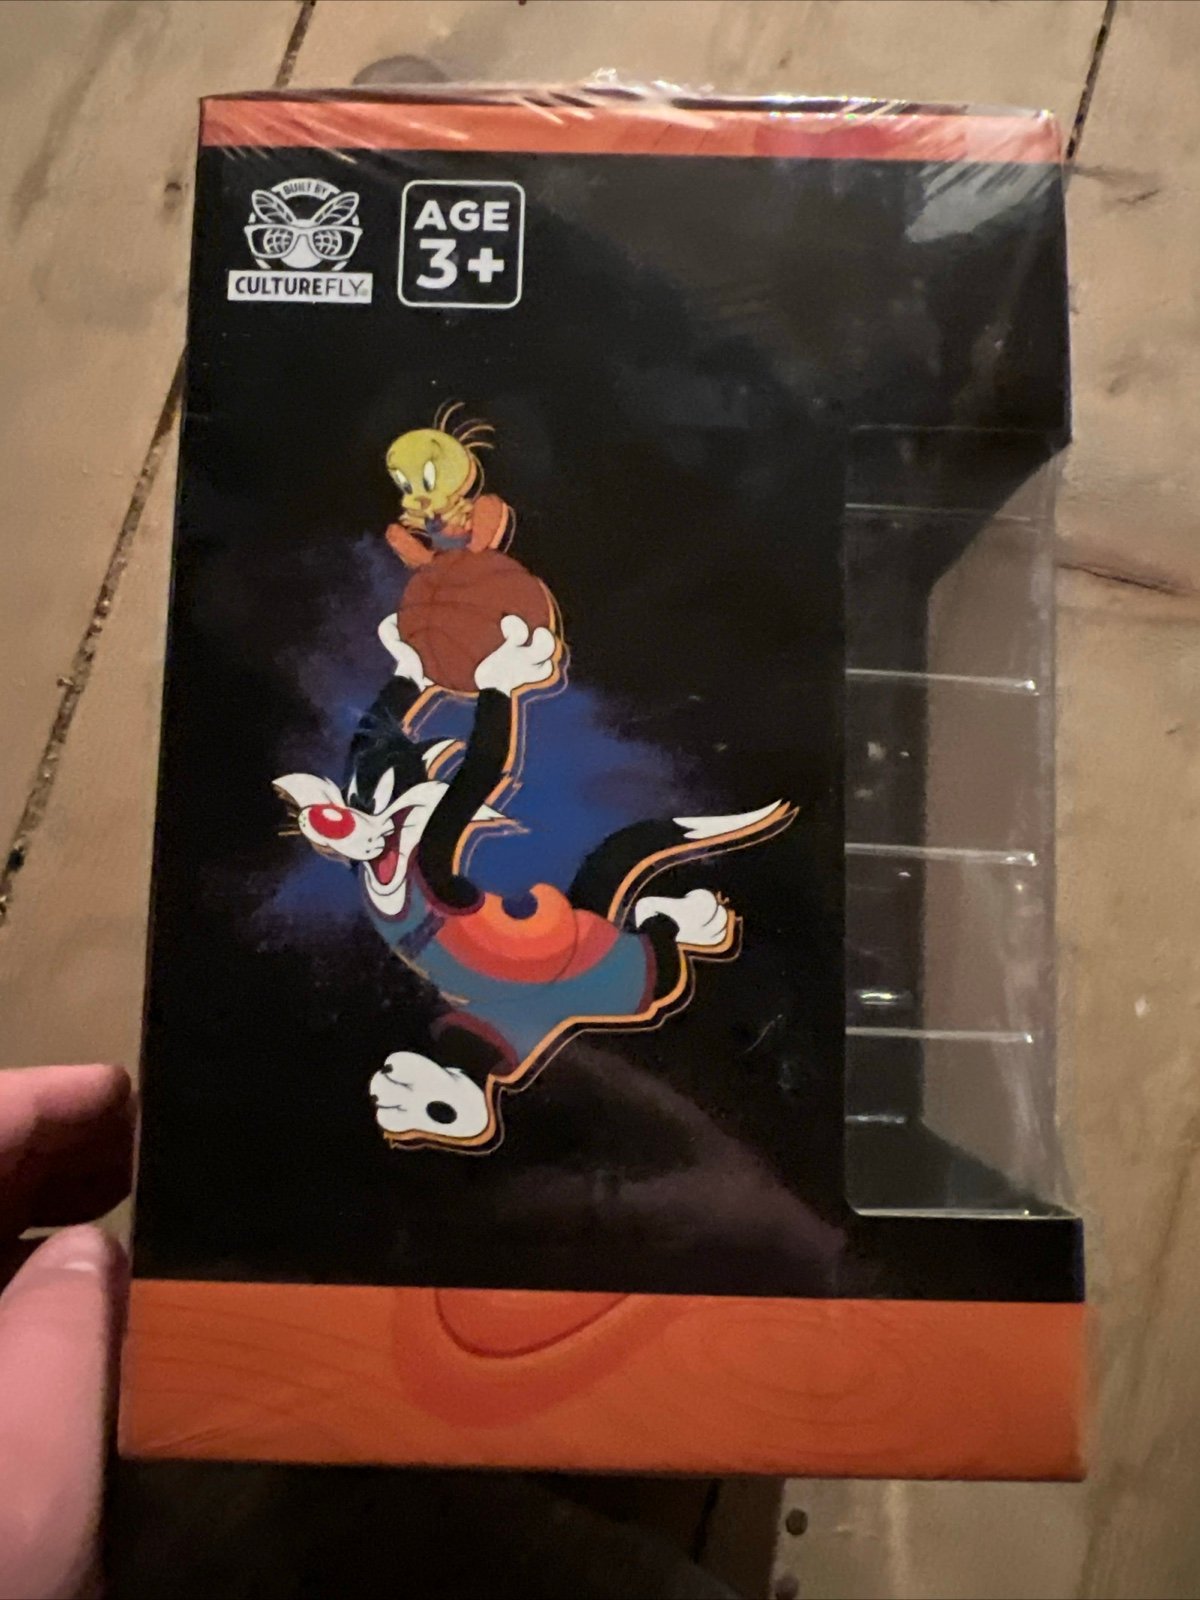 BUILT BY
CULTUREFLY®
AGE
3+